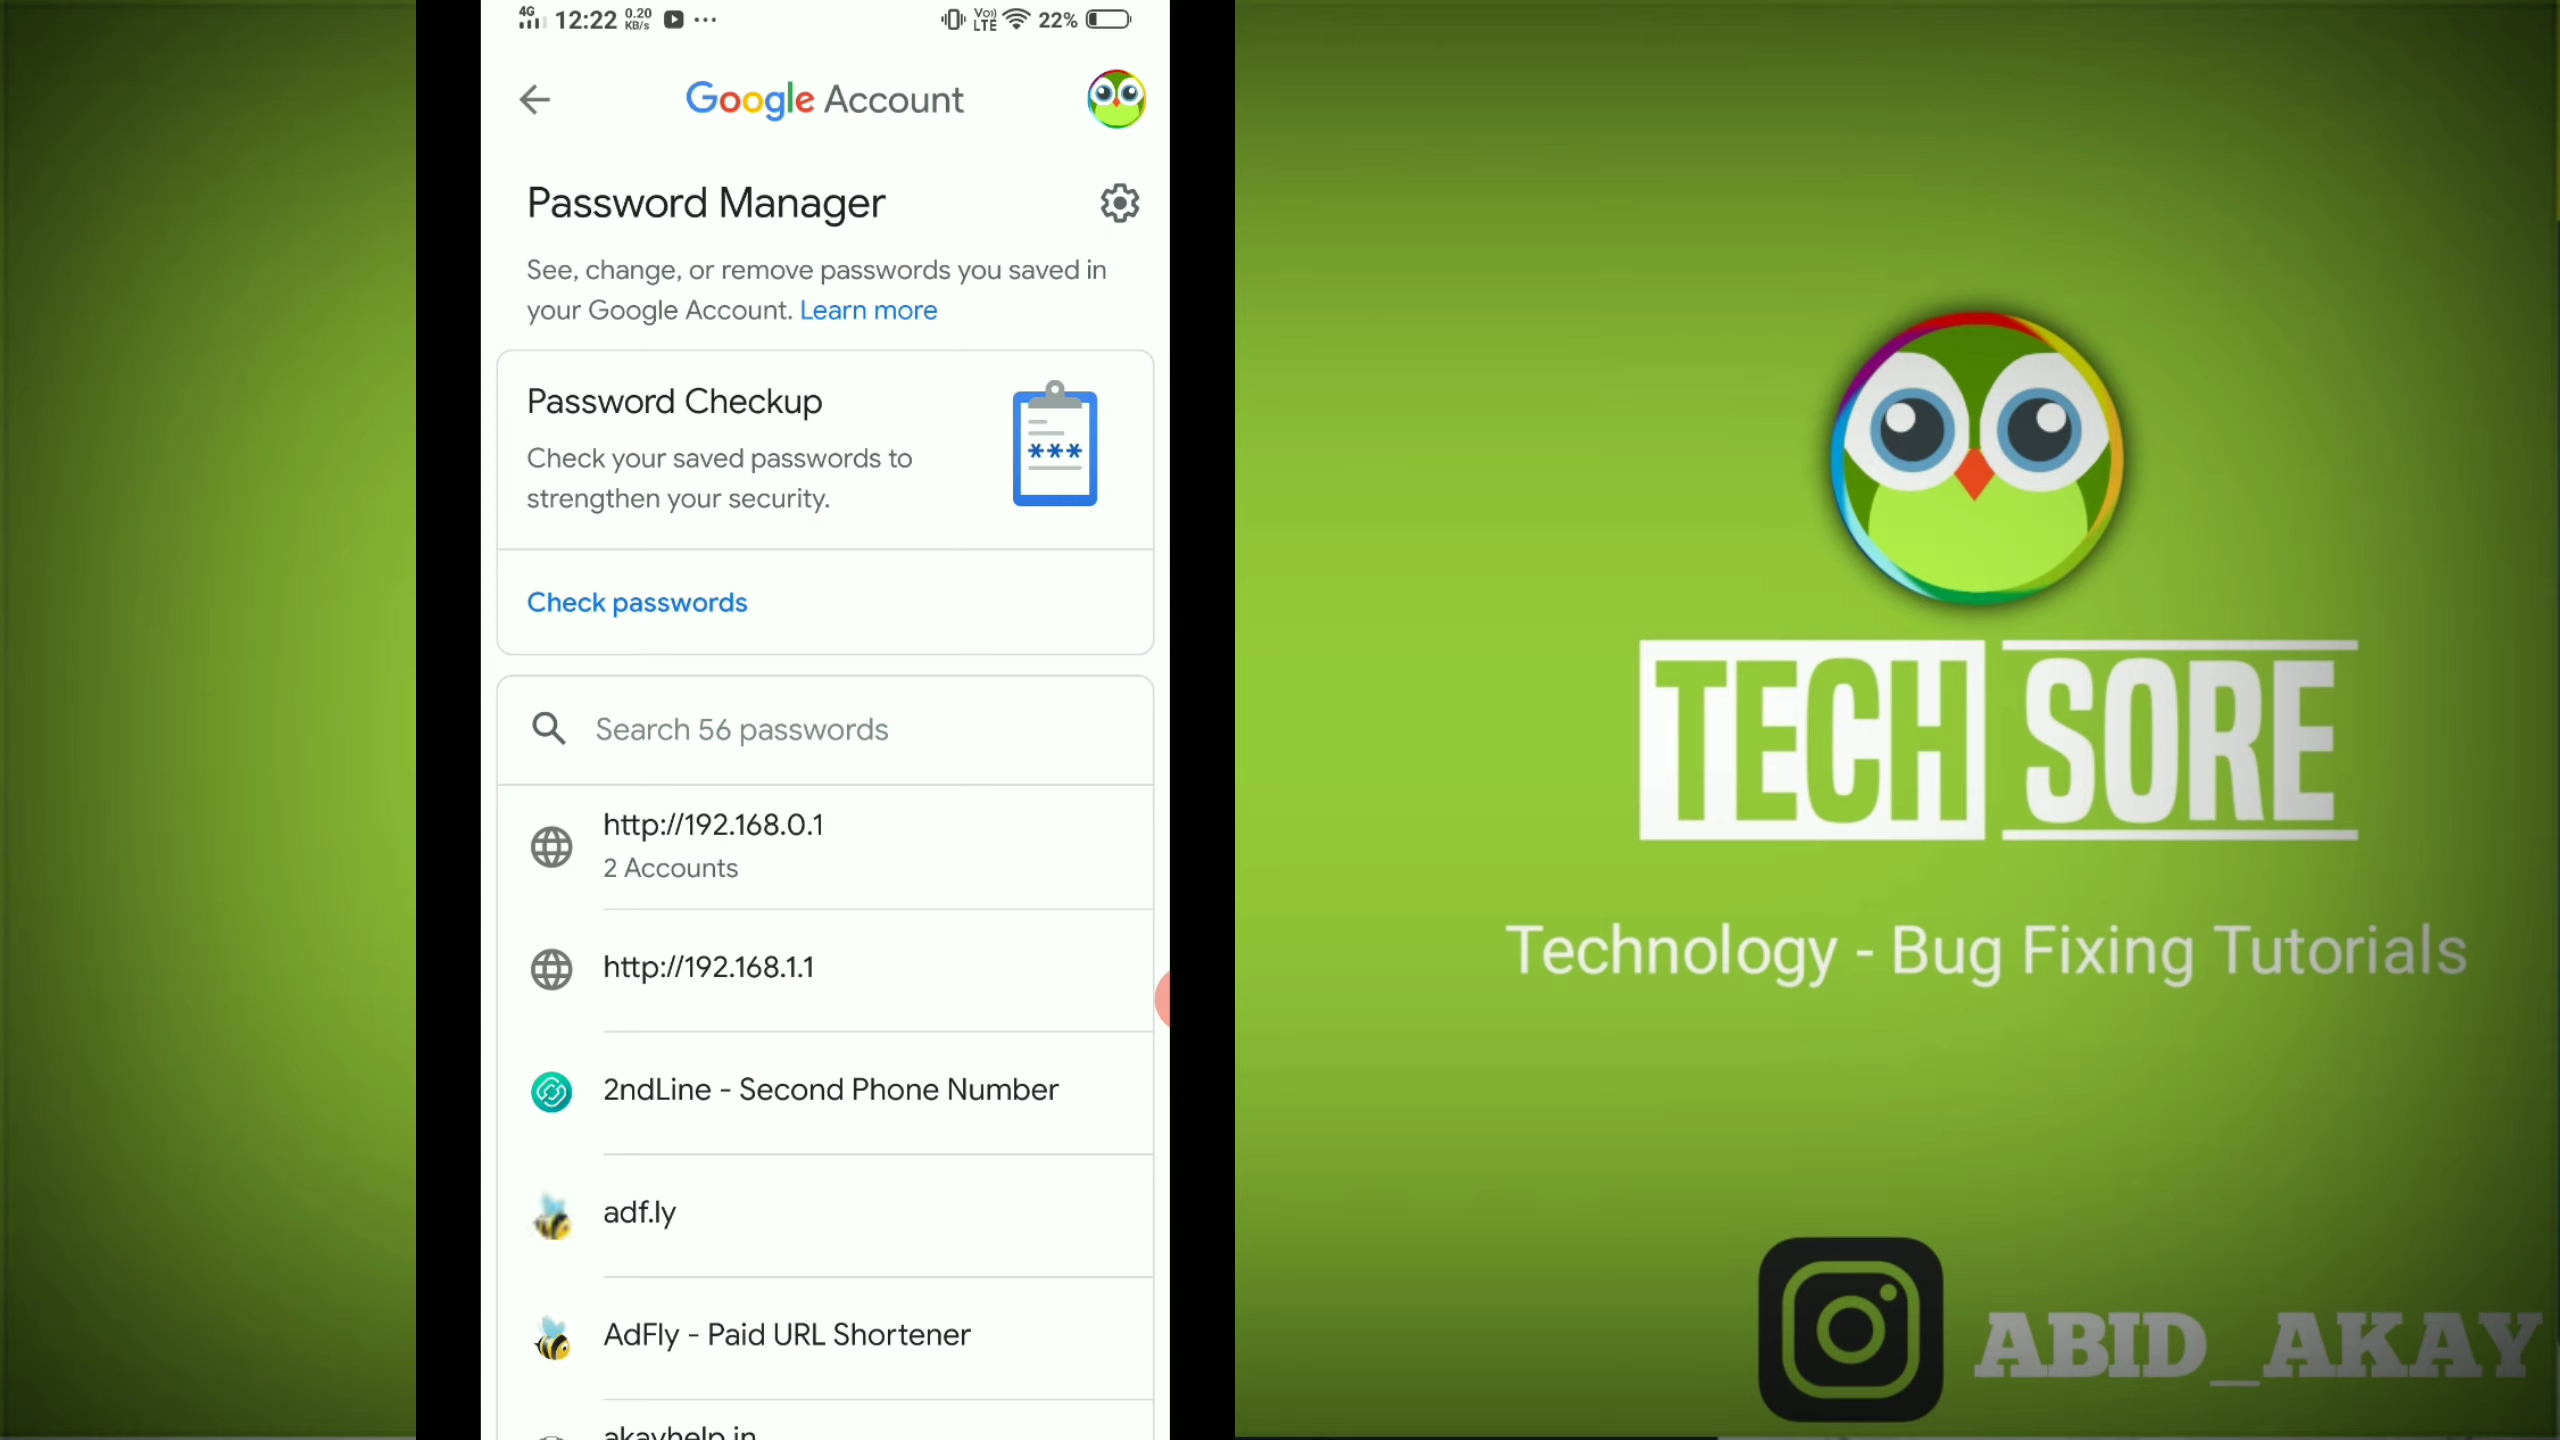 4G 12:22 0.20 KB/s VoLTE 22%
Google Account
Password Manager
See, change, or remove passwords you saved in
your Google Account. Learn more
Password Checkup
Check your saved passwords to
strengthen your security.
***
Check passwords
Search 56 passwords
http://192.168.0.1
2 Accounts
http://192.168.1.1
2ndLine - Second Phone Number
adf.ly
AdFly - Paid URL Shortener
akayhelp.in
TECH SORE
Technology - Bug Fixing Tutorials
ABID_AKAY